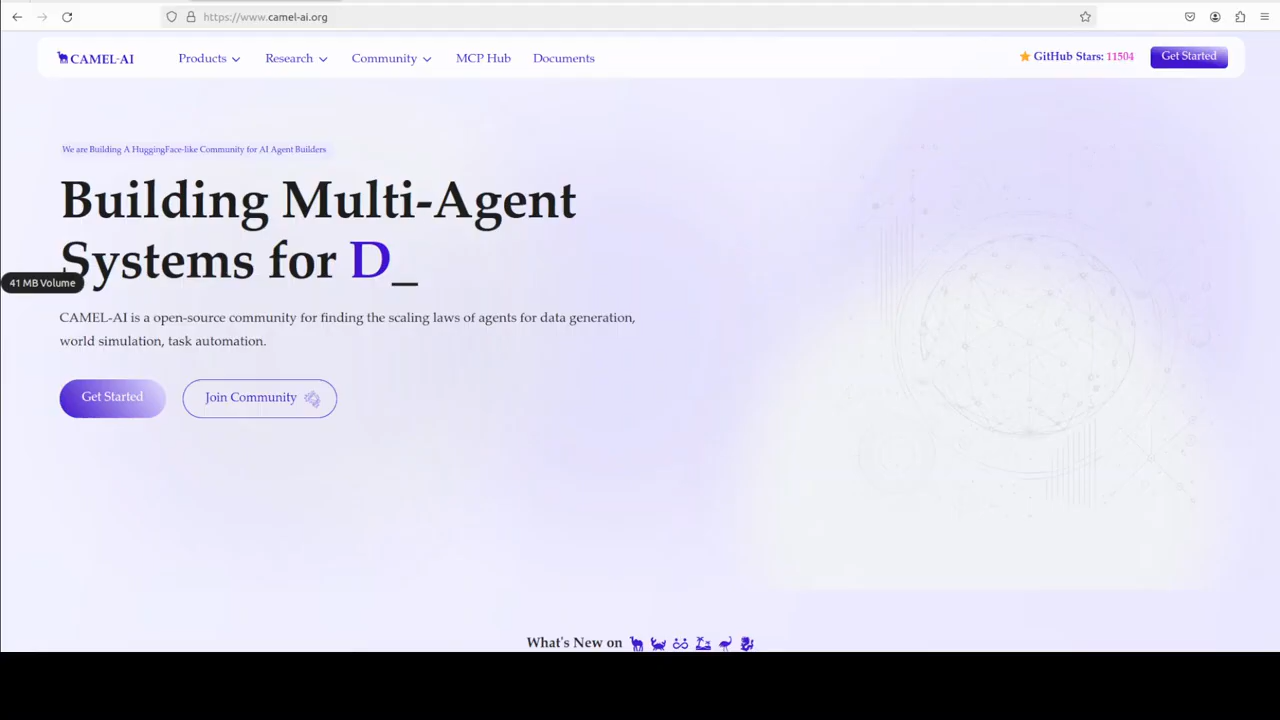 https://www.camel-ai.org
CAMEL-AI
Products
Research
Community
MCP Hub
Documents
GitHub Stars: 11504
Get Started
We are Building A HuggingFace-like Community for AI Agent Builders
Building Multi-Agent
Systems for D_
41 MB Volume
CAMEL-AI is a open-source community for finding the scaling laws of agents for data generation,
world simulation, task automation.
Get Started
Join Community
What's New on